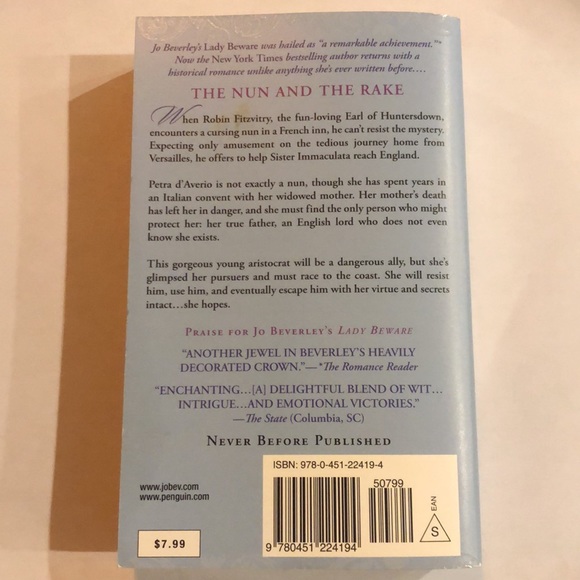 Jo Beverley's Lady Beware was hailed as "a remarkable achievement."*
Now the New York Times bestselling author returns with a
historical romance unlike anything she's ever written before....
THE NUN AND THE RAKE
When Robin Fitzvitry, the fun-loving Earl of Huntersdown,
encounters a cursing nun in a French inn, he can't resist the mystery.
Expecting only amusement on the tedious journey home from
Versailles, he offers to help Sister Immaculata reach England.
Petra d'Averio is not exactly a nun, though she has spent years in
an Italian convent with her widowed mother. Her mother's death
has left her in danger, and she must find the only person who might
protect her: her true father, an English lord who does not even
know she exists.
This gorgeous young aristocrat will be a dangerous ally, but she's
glimpsed her pursuers and must race to the coast. She will resist
him, use him, and eventually escape him with her virtue and secrets
intact...she hopes.
PRAISE FOR JO BEVERLEY'S LADY BEWARE
"ANOTHER JEWEL IN BEVERLEY'S HEAVILY
DECORATED CROWN."—*The Romance Reader
"ENCHANTING...[A] DELIGHTFUL BLEND OF WIT...
INTRIGUE...AND EMOTIONAL VICTORIES."
—The State (Columbia, SC)
NEVER BEFORE PUBLISHED
ISBN: 978-0-451-22419-4
50799
www.jobev.com
www.penguin.com
EAN
S
$7.99
9 780451 224194